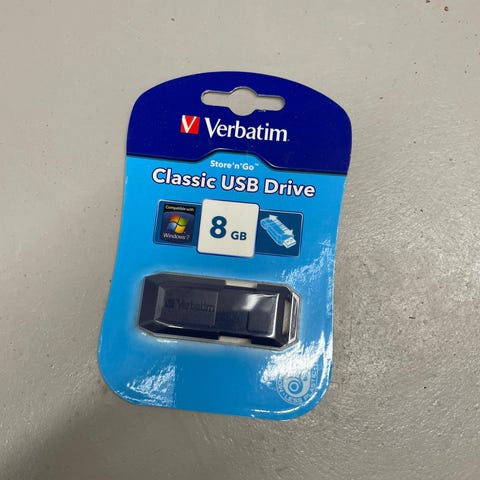 Verbatim
Store'n'Go™
Classic USB Drive
Compatible with
Windows 7
8 GB
Verbatim